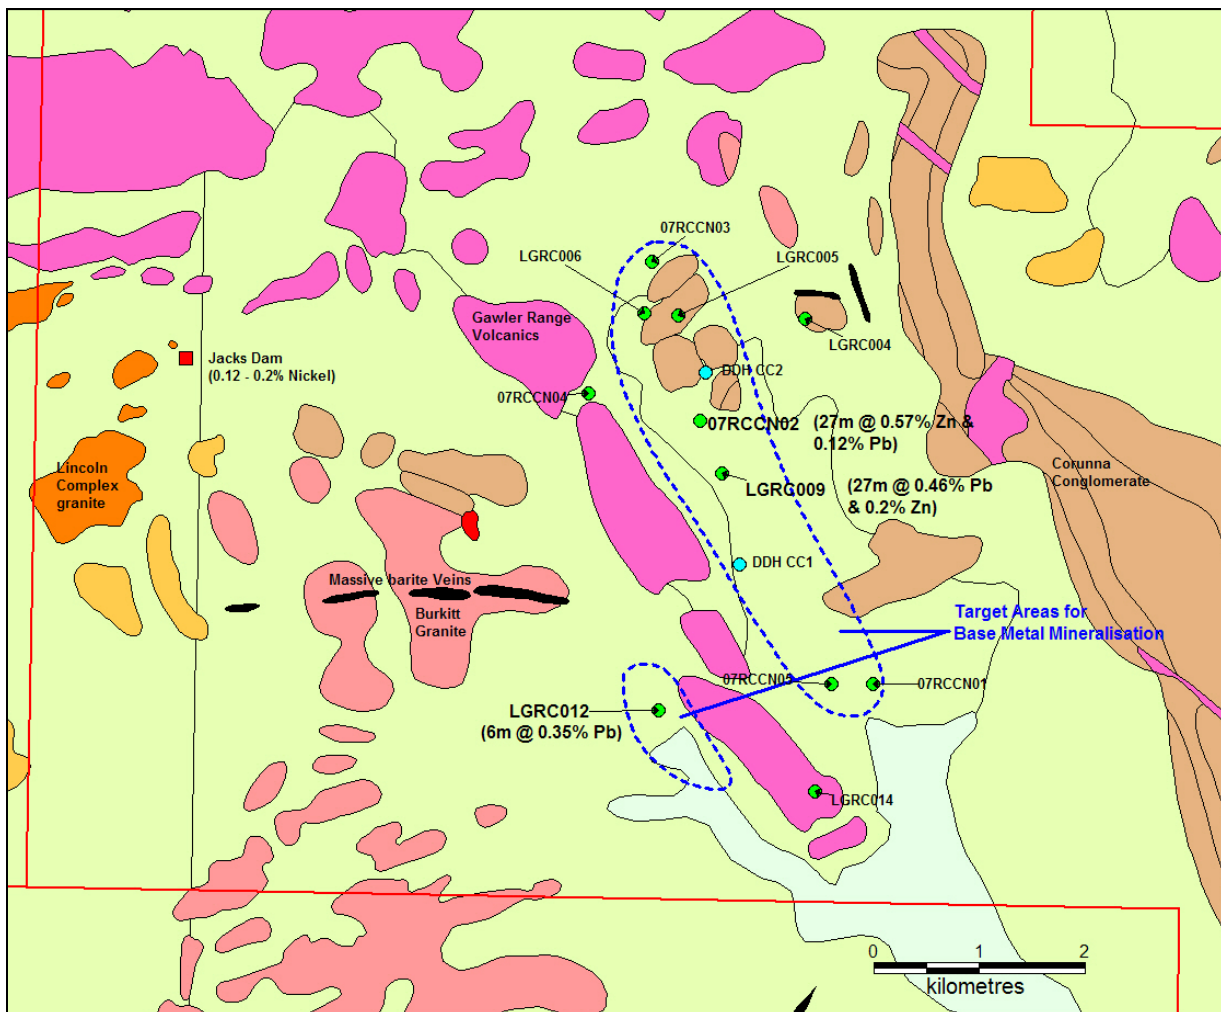 07RCCN03
LGRC006
LGRC005
Gawler Range
Volcanics
LGRC004
Jacks Dam
(0.12 - 0.2% Nickel)
DDH CC2
07RCCN04
07RCCN02
(27m @ 0.57% Zn &
0.12% Pb)
Lincoln
Complex
granite
Corunna
Conglomerate
LGRC009
(27m @ 0.46% Pb
& 0.2% Zn)
DDH CC1
Massive barite Veins
Burkitt
Granite
Target Areas for
Base Metal Mineralisation
07RCCN05
07RCCN01
LGRC012
(6m @ 0.35% Pb)
LGRC014
0 1 2
kilometres